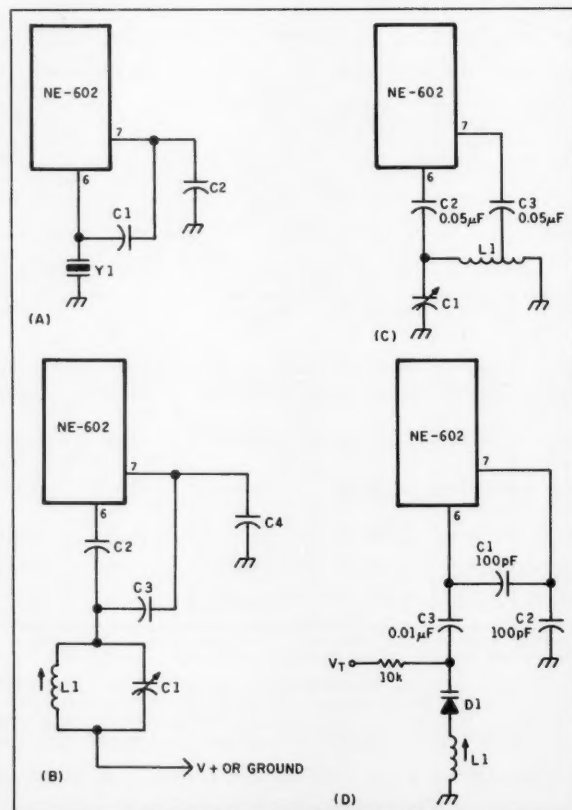 NE-602
7
6
C1
C2
Y1
(A)
NE-602
7
6
C2
0.05µF
C3
0.05µF
L1
C1
(C)
NE-602
7
6
C2
C4
C3
L1
C1
V+ OR GROUND
(B)
NE-602
7
6
C1
100pF
C3
0.01µF
C2
100pF
VT
10k
D1
L1
(D)